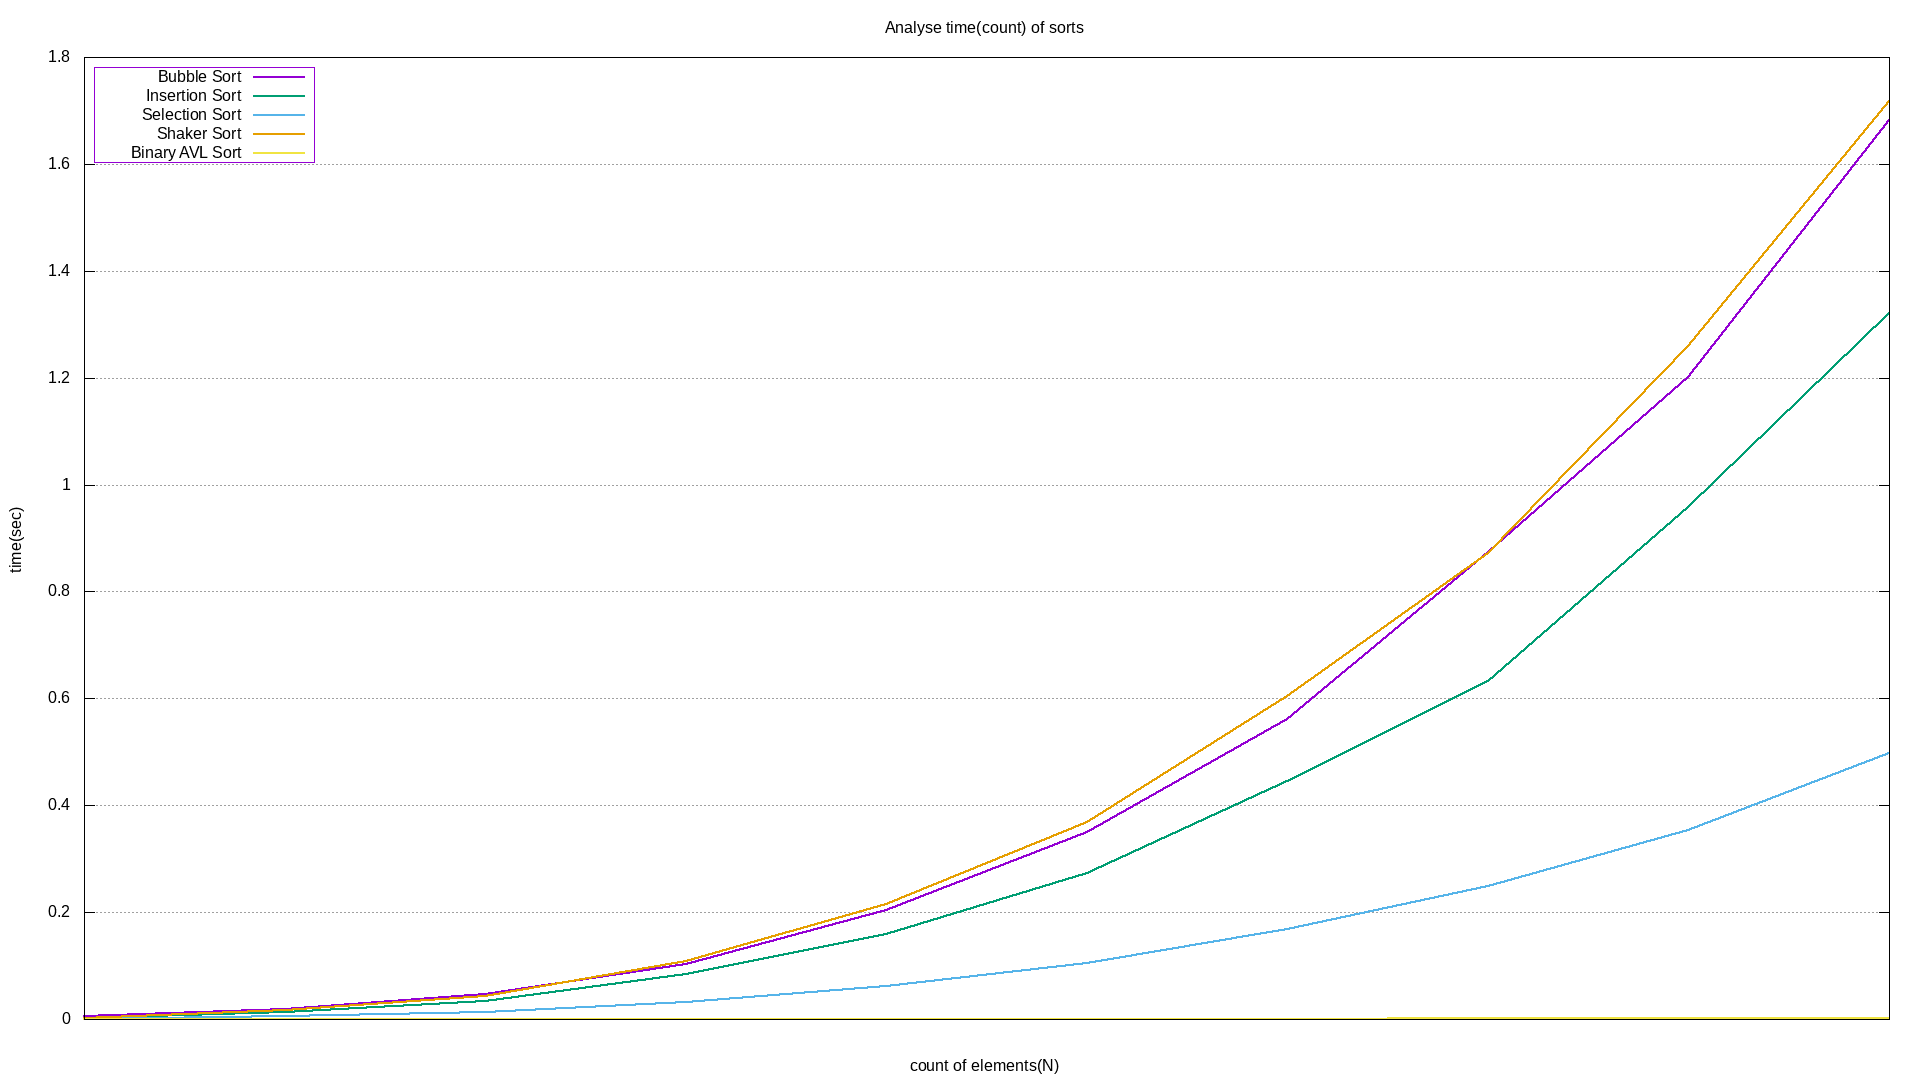 Analyse time(count) of sorts
Bubble Sort
Insertion Sort
Selection Sort
Shaker Sort
Binary AVL Sort
1.8
1.6
1.4
1.2
1
0.8
0.6
0.4
0.2
0
time(sec)
count of elements(N)